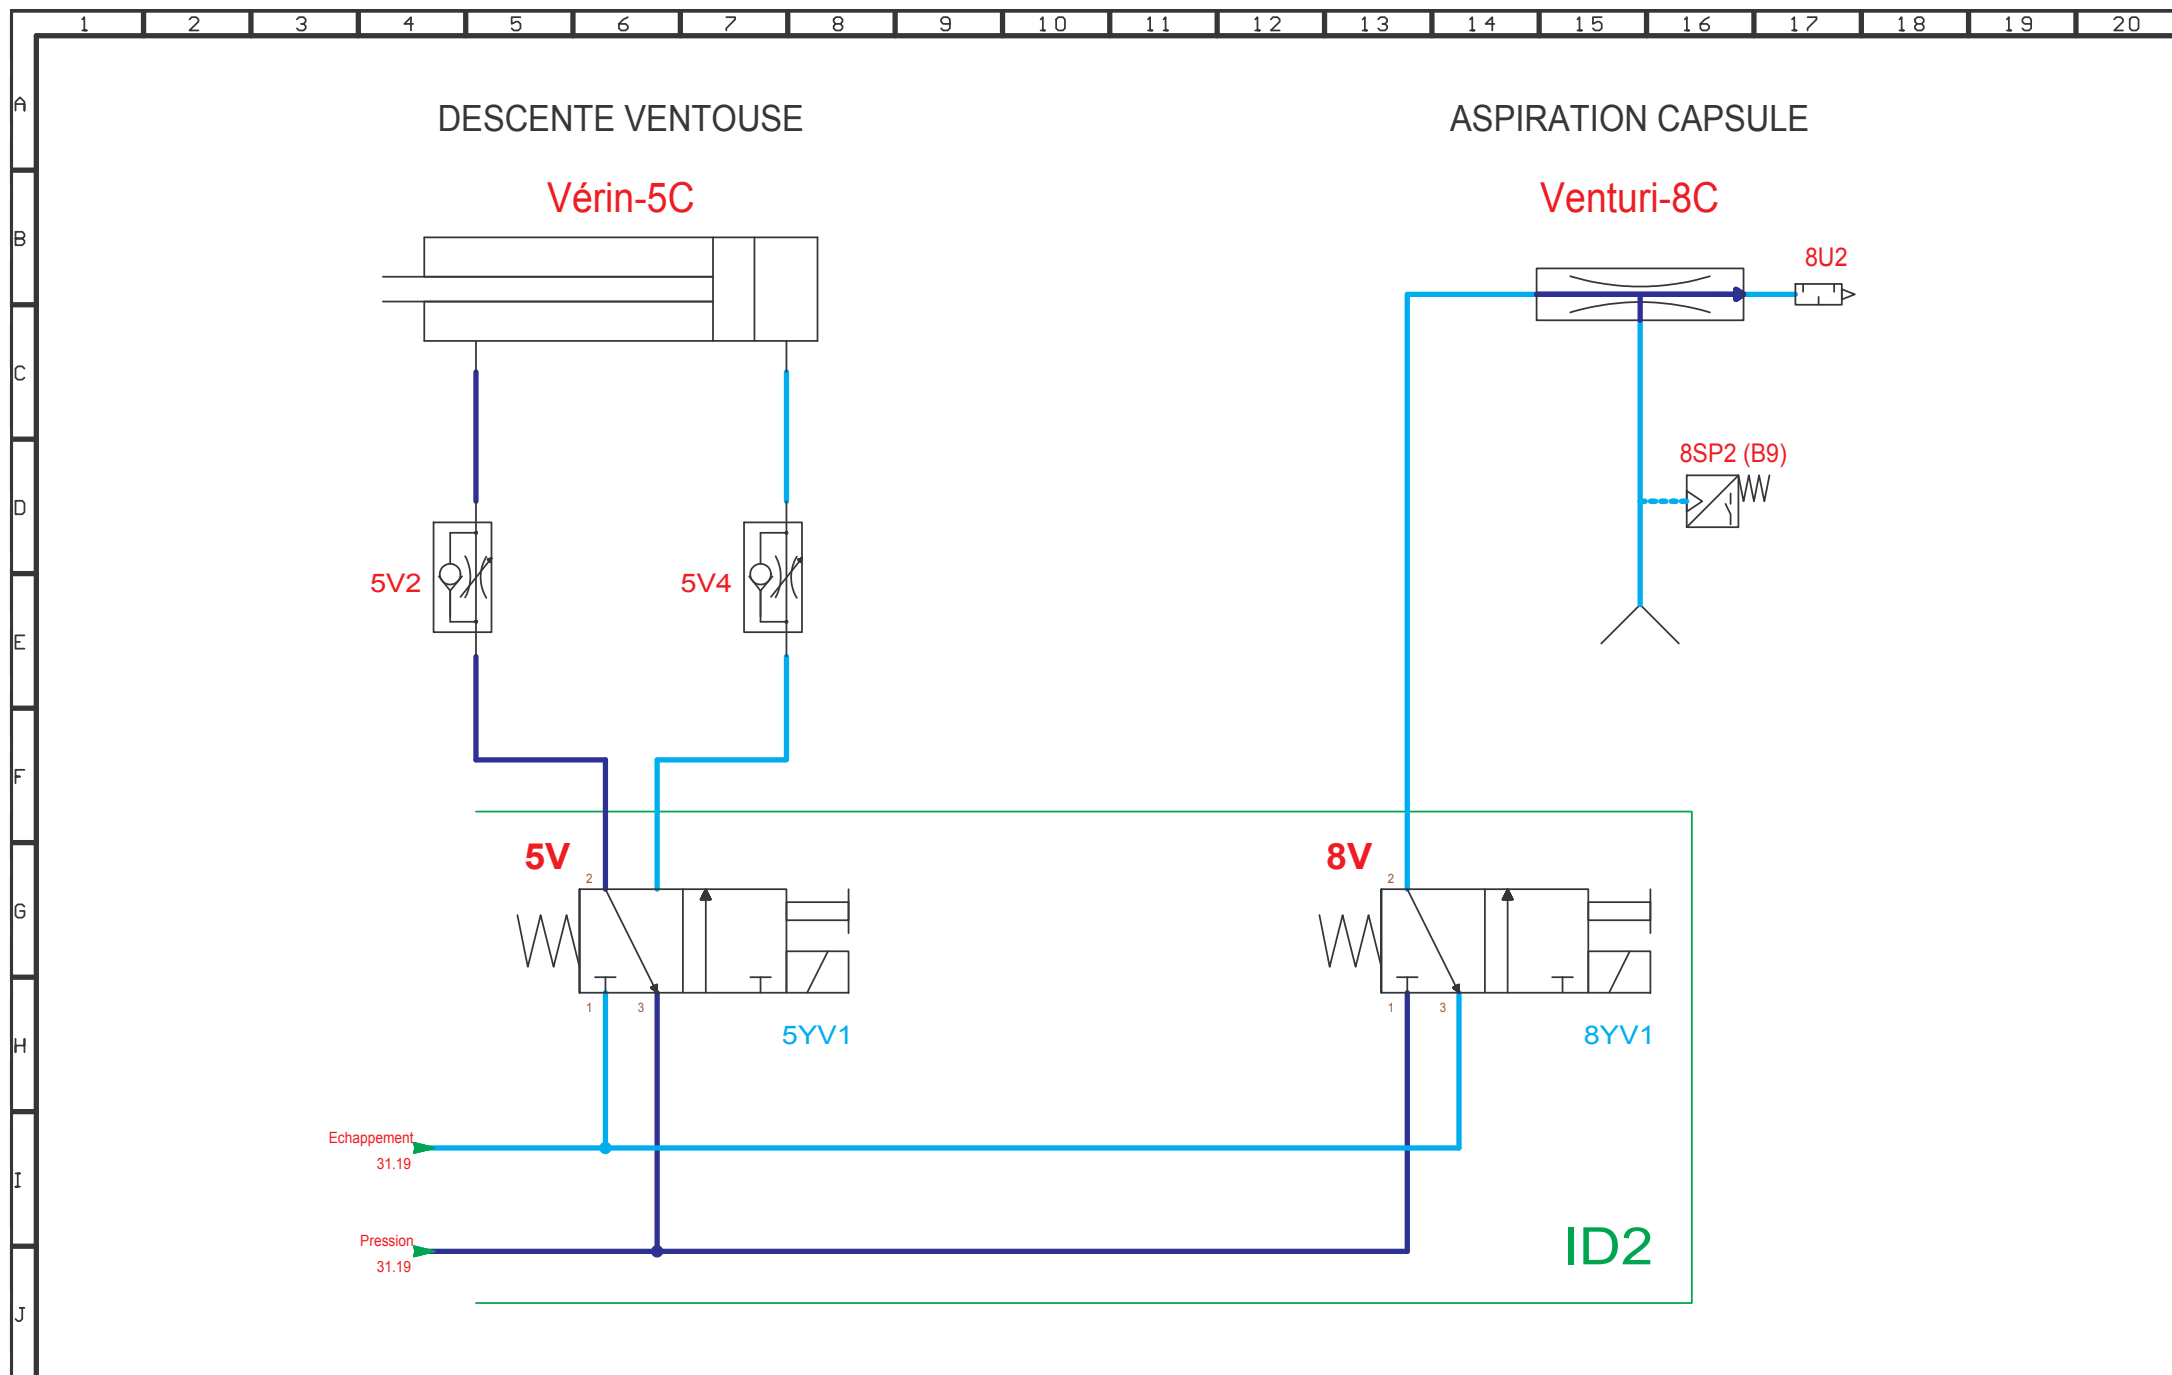 1 2 3 4 5 6 7 8 9 10 11 12 13 14 15 16 17 18 19 20
A
DESCENTE VENTOUSE
ASPIRATION CAPSULE
Vérin-5C
Venturi-8C
B
8U2
C
8SP2 (B9)
D
5V2
5V4
E
F
5V
8V
2
2
G
1
3
1
3
5YV1
8YV1
H
Echappement
31.19
I
Pression
31.19
ID2
J